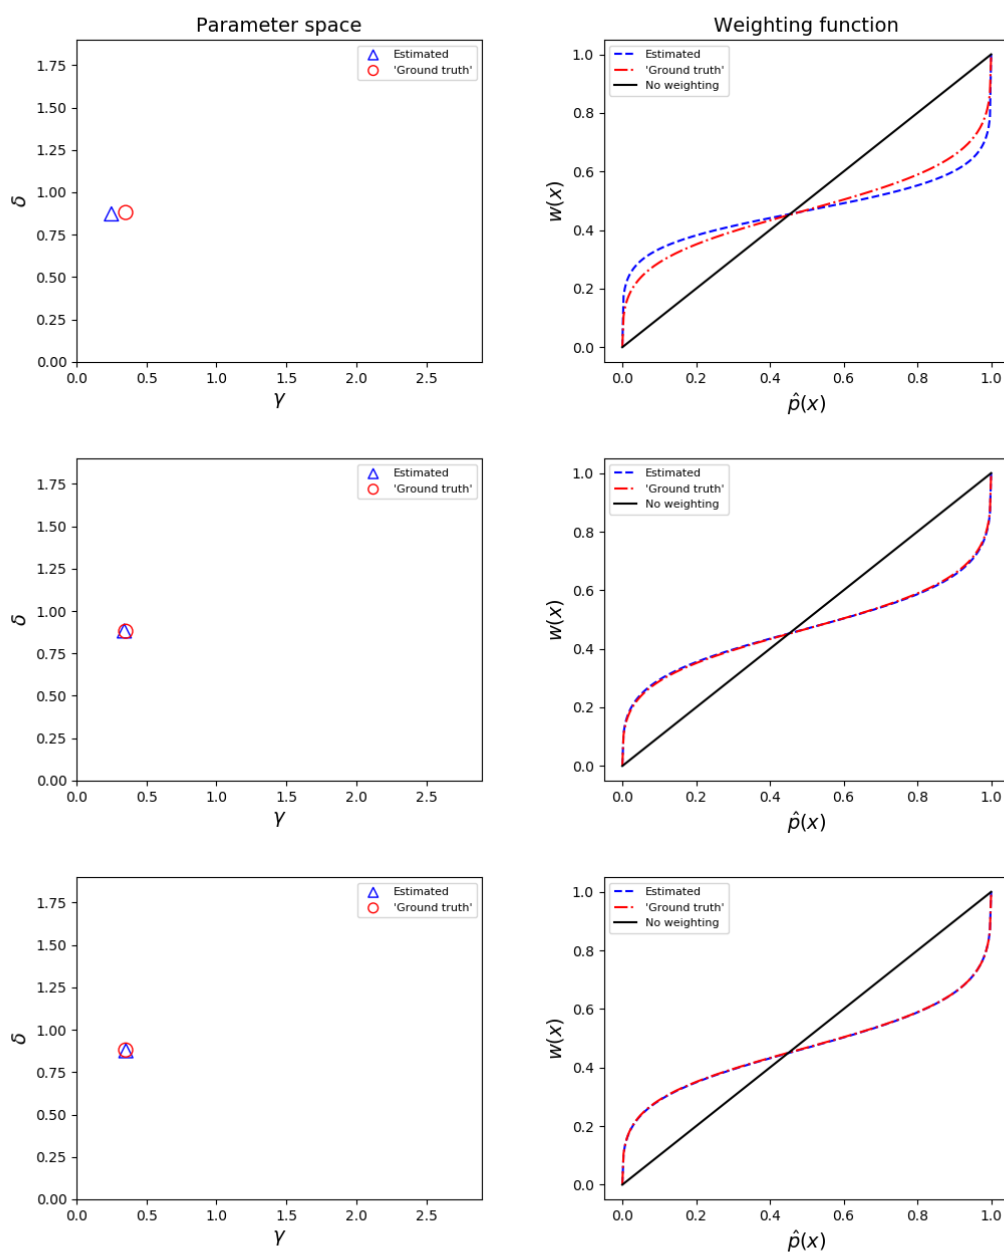 Parameter space
1.75
1.50
1.25
1.00
0.75
0.50
0.25
0.00
δ
0.0 0.5 1.0 1.5 2.0 2.5
γ
Estimated
'Ground truth'
Weighting function
1.0
0.8
0.6
0.4
0.2
0.0
w(x)
0.0 0.2 0.4 0.6 0.8 1.0
p̂(x)
Estimated
'Ground truth'
No weighting
1.75
1.50
1.25
1.00
0.75
0.50
0.25
0.00
δ
0.0 0.5 1.0 1.5 2.0 2.5
γ
Estimated
'Ground truth'
1.0
0.8
0.6
0.4
0.2
0.0
w(x)
0.0 0.2 0.4 0.6 0.8 1.0
p̂(x)
Estimated
'Ground truth'
No weighting
1.75
1.50
1.25
1.00
0.75
0.50
0.25
0.00
δ
0.0 0.5 1.0 1.5 2.0 2.5
γ
Estimated
'Ground truth'
1.0
0.8
0.6
0.4
0.2
0.0
w(x)
0.0 0.2 0.4 0.6 0.8 1.0
p̂(x)
Estimated
'Ground truth'
No weighting